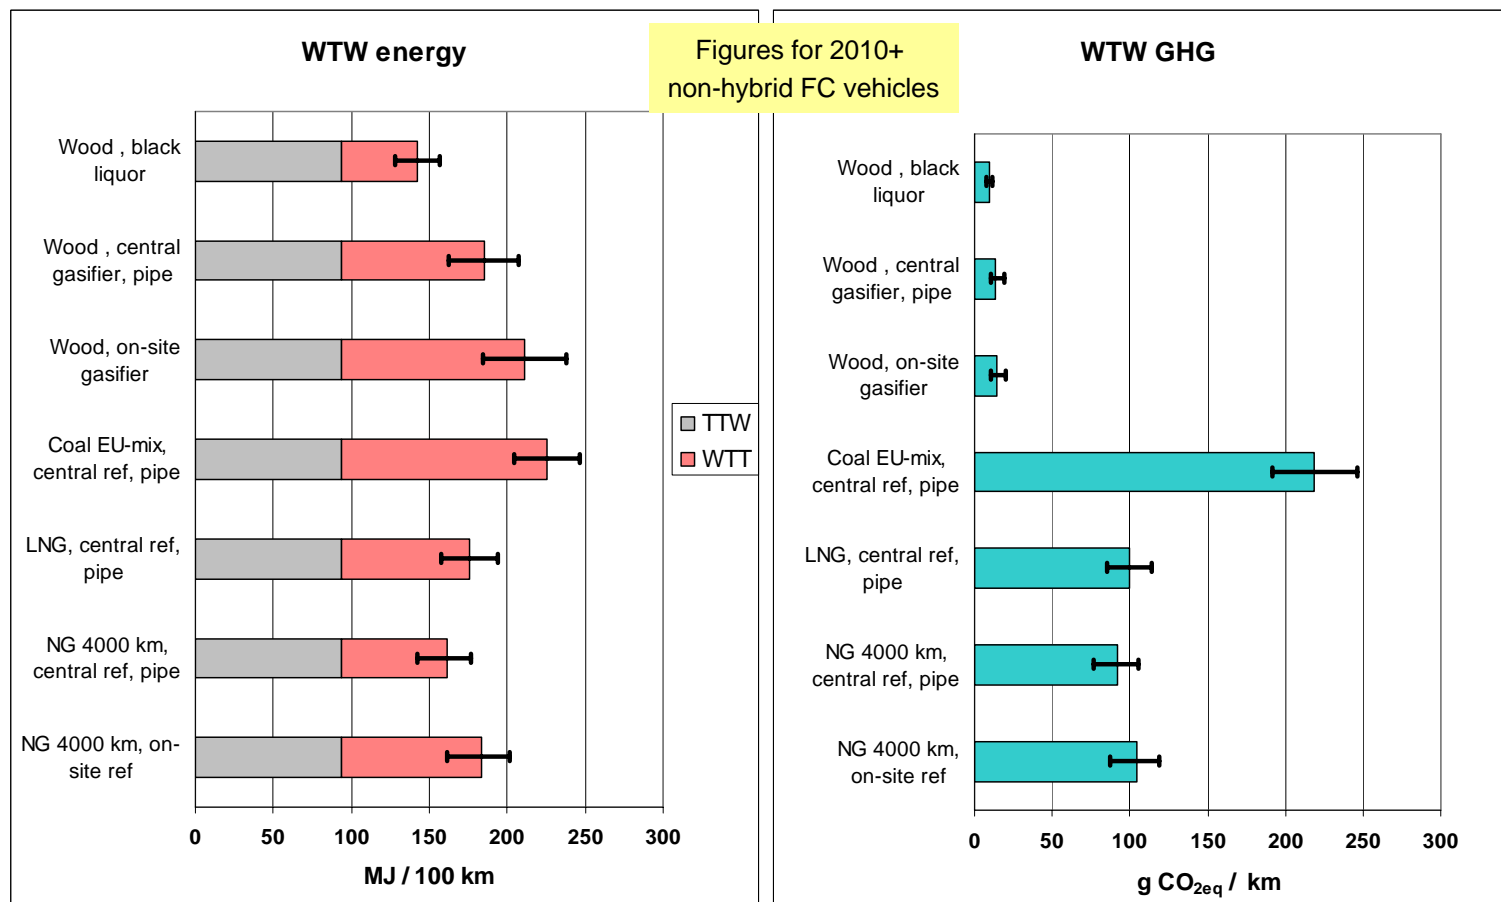 WTW energy
Figures for 2010+
non-hybrid FC vehicles
WTW GHG
Wood , black
liquor
Wood , central
gasifier, pipe
Wood, on-site
gasifier
Coal EU-mix,
central ref, pipe
LNG, central ref,
pipe
NG 4000 km,
central ref, pipe
NG 4000 km, on-
site ref
0 50 100 150 200 250 300
MJ / 100 km
TTW
WTT
Wood , black
liquor
Wood , central
gasifier, pipe
Wood, on-site
gasifier
Coal EU-mix,
central ref, pipe
LNG, central ref,
pipe
NG 4000 km,
central ref, pipe
NG 4000 km,
on-site ref
0 50 100 150 200 250 300
g CO2eq / km